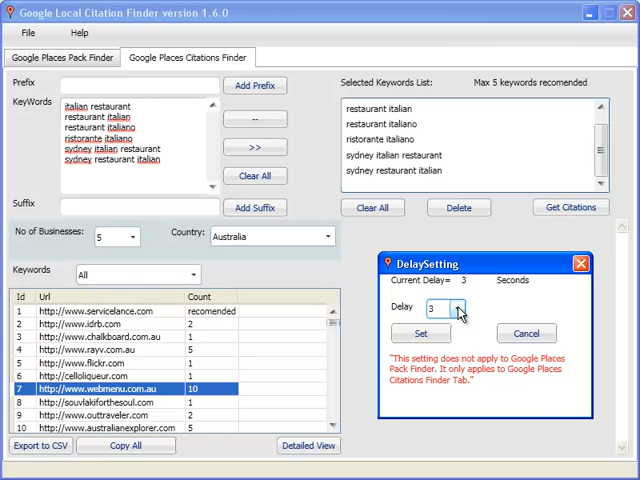 Google Local Citation Finder version 1.6.0
File Help
Google Places Pack Finder Google Places Citations Finder
Prefix Add Prefix
Selected Keywords List: Max 5 keywords recomended
KeyWords
italian restaurant
restaurant italian
restaurant italiano
ristorante italiano
sydney italian restaurant
sydney restaurant italian
--
>>
Clear All
restaurant italian
restaurant italiano
ristorante italiano
sydney italian restaurant
sydney restaurant italian
Suffix Add Suffix
Clear All Delete Get Citations
No of Businesses: 5 Country: Australia
Keywords All
Id Url Count
1 http://www.servicelance.com recomended
2 http://www.idrb.com 2
3 http://www.chalkboard.com.au 1
4 http://www.rayv.com.au 5
5 http://www.flickr.com 1
6 http://celloliqueur.com 1
7 http://www.webmenu.com.au 10
8 http://souvlakiforthesoul.com 1
9 http://www.outtraveler.com 2
10 http://www.australianexplorer.com 5
Export to CSV Copy All Detailed View
DelaySetting
Current Delay= 3 Seconds
Delay 3
Set Cancel
"This setting does not apply to Google Places
Pack Finder. It only applies to Google Places
Citations Finder Tab."